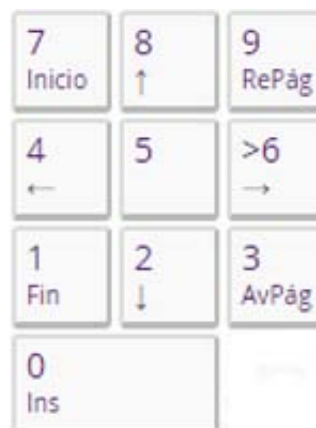 7 8 9
Inicio ↑ RePág
4 5 >6
← →
1 2 3
Fin ↓ AvPág
0
Ins